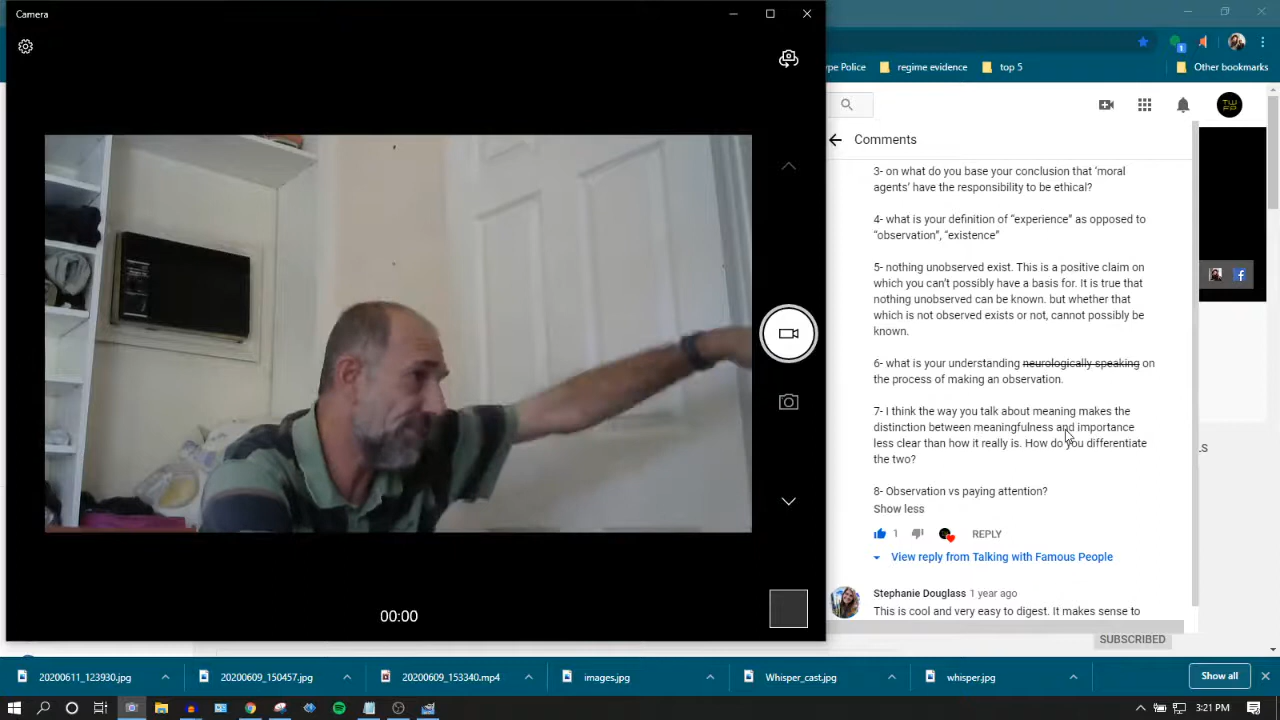 Camera
ype Police
regime evidence
top 5
Other bookmarks
1
TW
FP
Comments
3- on what do you base your conclusion that ‘moral
agents’ have the responsibility to be ethical?
4- what is your definition of “experience” as opposed to
“observation”, “existence”
5- nothing unobserved exist. This is a positive claim on
which you can’t possibly have a basis for. It is true that
nothing unobserved can be known. but whether that
which is not observed exists or not, cannot possibly be
known.
6- what is your understanding neurologically speaking on
the process of making an observation.
7- I think the way you talk about meaning makes the
distinction between meaningfulness and importance
less clear than how it really is. How do you differentiate
the two?
8- Observation vs paying attention?
Show less
1
REPLY
View reply from Talking with Famous People
Stephanie Douglass 1 year ago
This is cool and very easy to digest. It makes sense to
LS
SUBSCRIBED
00:00
20200611_123930.jpg
20200609_150457.jpg
20200609_153340.mp4
images.jpg
Whisper_cast.jpg
whisper.jpg
Show all
3:21 PM